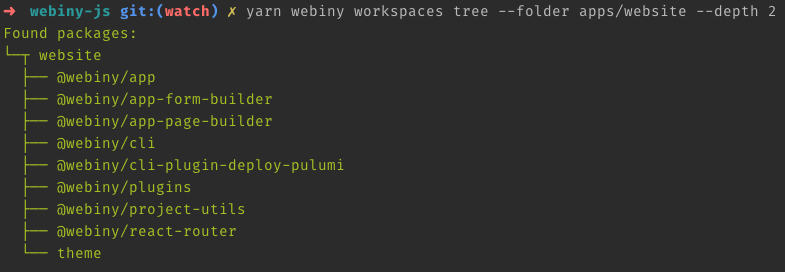 ➜ webiny-js git:(watch) ✗ yarn webiny workspaces tree --folder apps/website --depth 2
Found packages:
└─┬ website
  ├── @webiny/app
  ├── @webiny/app-form-builder
  ├── @webiny/app-page-builder
  ├── @webiny/cli
  ├── @webiny/cli-plugin-deploy-pulumi
  ├── @webiny/plugins
  ├── @webiny/project-utils
  ├── @webiny/react-router
  └── theme